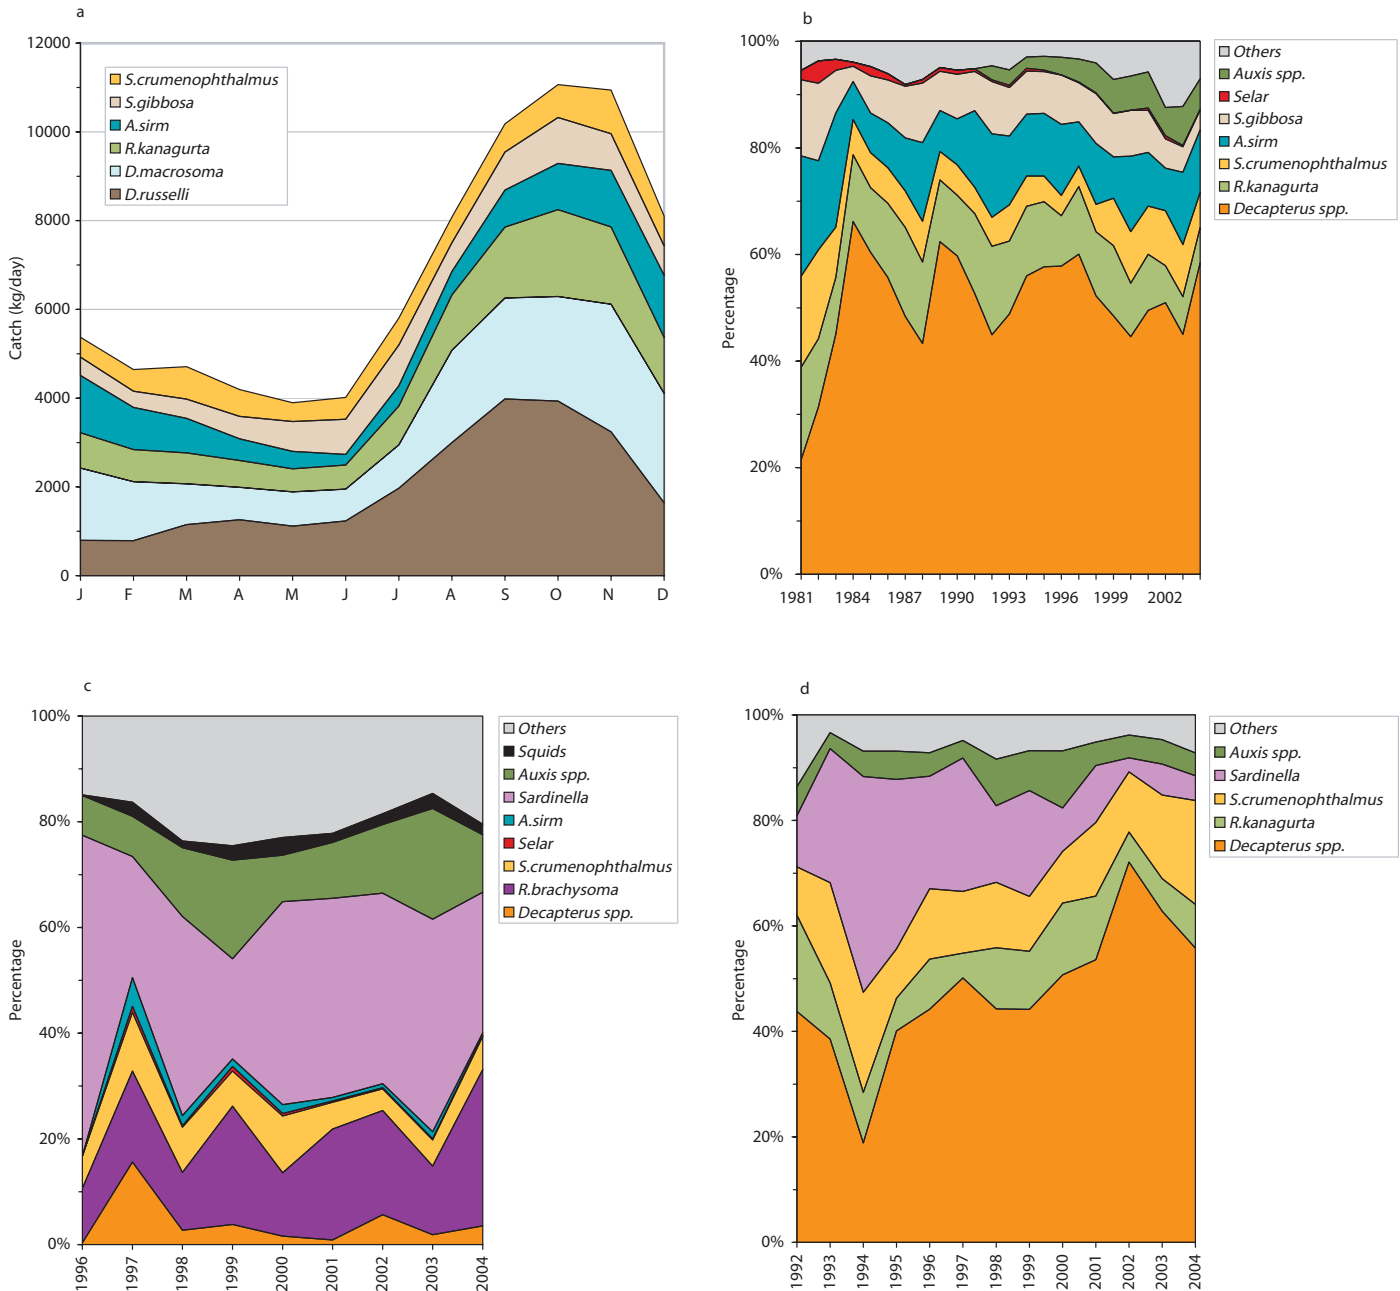 a
Catch (kg/day)
12000
10000
8000
6000
4000
2000
0
J F M A M J J A S O N D
S.crumenophthalmus
S.gibbosa
A.sirm
R.kanagurta
D.macrosoma
D.russelli
b
Percentage
100%
80%
60%
40%
20%
0%
1981 1984 1987 1990 1993 1996 1999 2002
Others
Auxis spp.
Selar
S.gibbosa
A.sirm
S.crumenophthalmus
R.kanagurta
Decapterus spp.
c
Percentage
100%
80%
60%
40%
20%
0%
1996 1997 1998 1999 2000 2001 2002 2003 2004
Others
Squids
Auxis spp.
Sardinella
A.sirm
Selar
S.crumenophthalmus
R.brachysoma
Decapterus spp.
d
Percentage
100%
80%
60%
40%
20%
0%
1992 1993 1994 1995 1996 1997 1998 1999 2000 2001 2002 2003 2004
Others
Auxis spp.
Sardinella
S.crumenophthalmus
R.kanagurta
Decapterus spp.